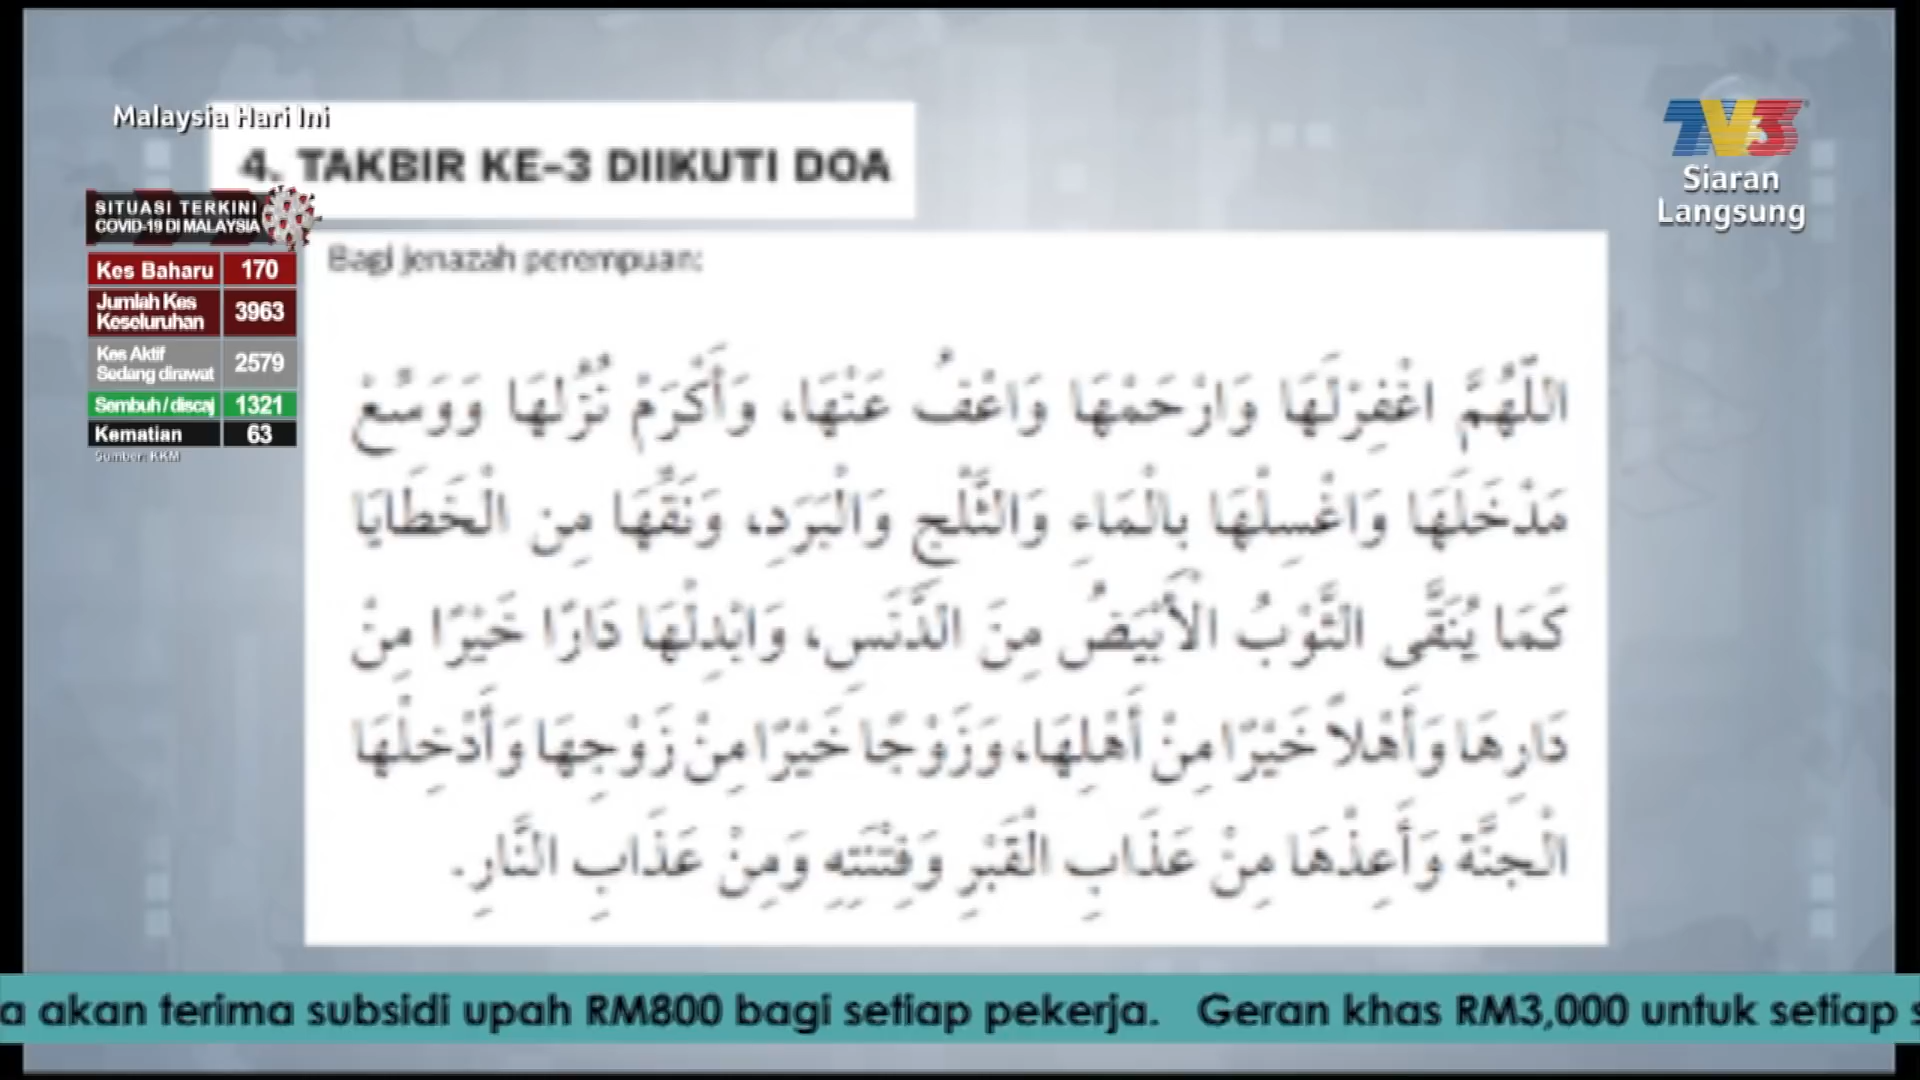 Malaysia Hari Ini
TV3
Siaran
Langsung
4. TAKBIR KE-3 DIIKUTI DOA
SITUASI TERKINI
COVID-19 DI MALAYSIA
Kes Baharu 170
Jumlah Kes
Keseluruhan 3963
Kes Aktif
Sedang dirawat 2579
Sembuh / discaj 1321
Kematian 63
Sumber: KKM
Bagi jenazah perempuan:
اللَّهُمَّ اغْفِرْلَهَا وَارْحَمْهَا وَاعْفُ عَنْهَا، وَأَكْرَمْ نُزُلَهَا وَوَسِّعْ
مَدْخَلَهَا وَاغْسِلْهَا بِالْمَاءِ وَالثَّلْجِ وَالْبَرَدِ، وَنَقِّهَا مِن الْخَطَايَا
كَمَا يُنَقَّى الثَّوْبُ الْأَبْيَضُ مِنَ الدَّنَسِ، وَابْدِلْهَا دَارًا خَيْرًا مِنْ
دَارِهَا وَأَهْلاً خَيْرًا مِنْ أَهْلِهَا، وَزَوْجًا خَيْرًا مِنْ زَوْجِهَا وَأَدْخِلْهَا
الْجَنَّةَ وَأَعِذْهَا مِنْ عَذَابِ الْقَبْرِ وَفِتْنَتِهِ وَمِنْ عَذَابِ النَّارِ.
a akan terima subsidi upah RM800 bagi setiap pekerja. Geran khas RM3,000 untuk setiap s